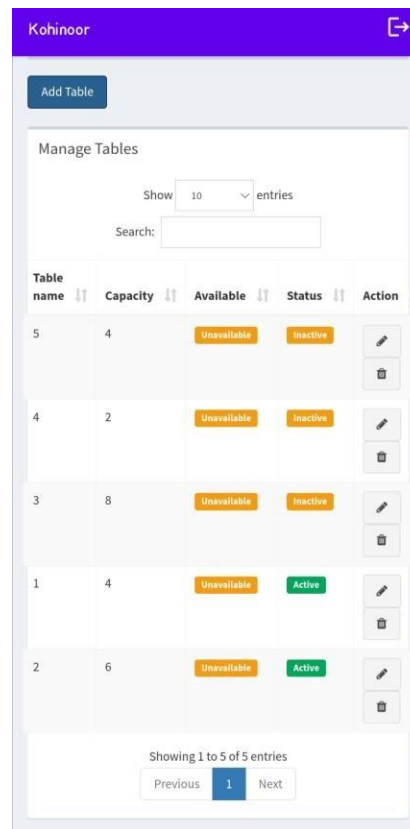 Kohinoor
Add Table
Manage Tables
Show 10 entries
Search:
Table name Capacity Available Status Action
5 4 Unavailable Inactive
4 2 Unavailable Inactive
3 8 Unavailable Inactive
1 4 Unavailable Active
2 6 Unavailable Active
Showing 1 to 5 of 5 entries
Previous 1 Next